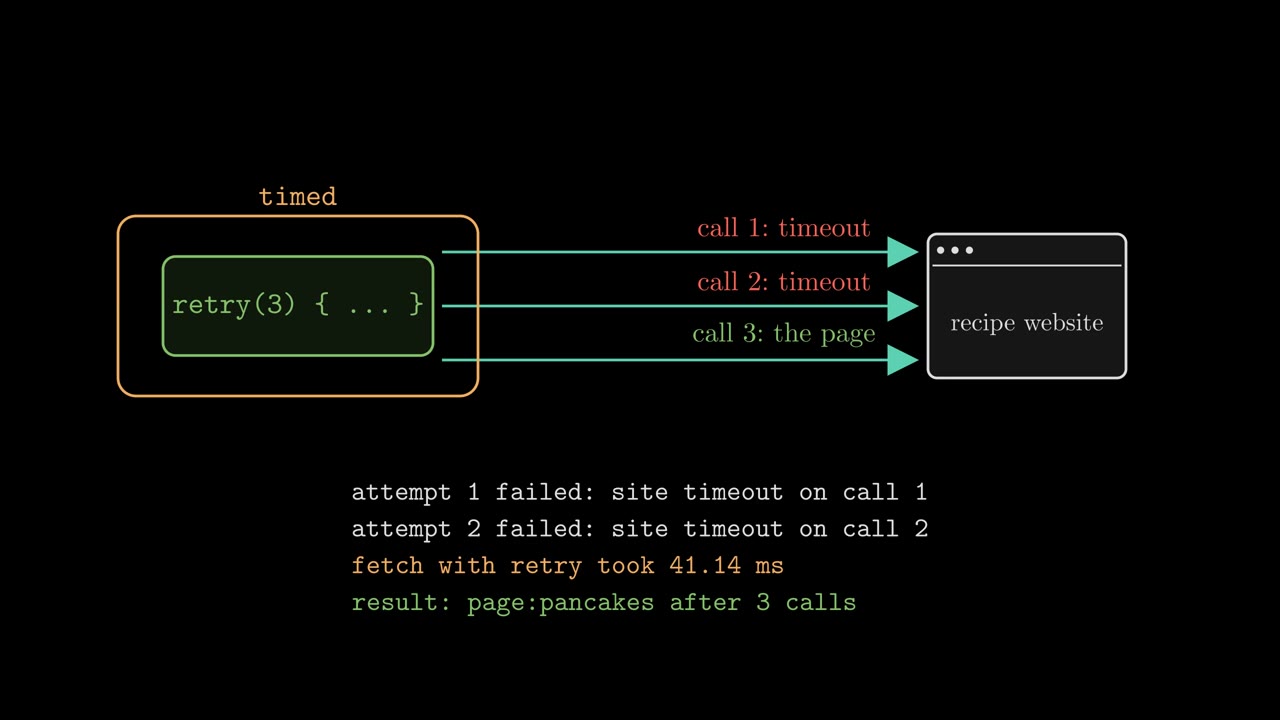 timed
retry(3) { ... }
call 1: timeout
call 2: timeout
call 3: the page
recipe website
attempt 1 failed: site timeout on call 1
attempt 2 failed: site timeout on call 2
fetch with retry took 41.14 ms
result: page:pancakes after 3 calls